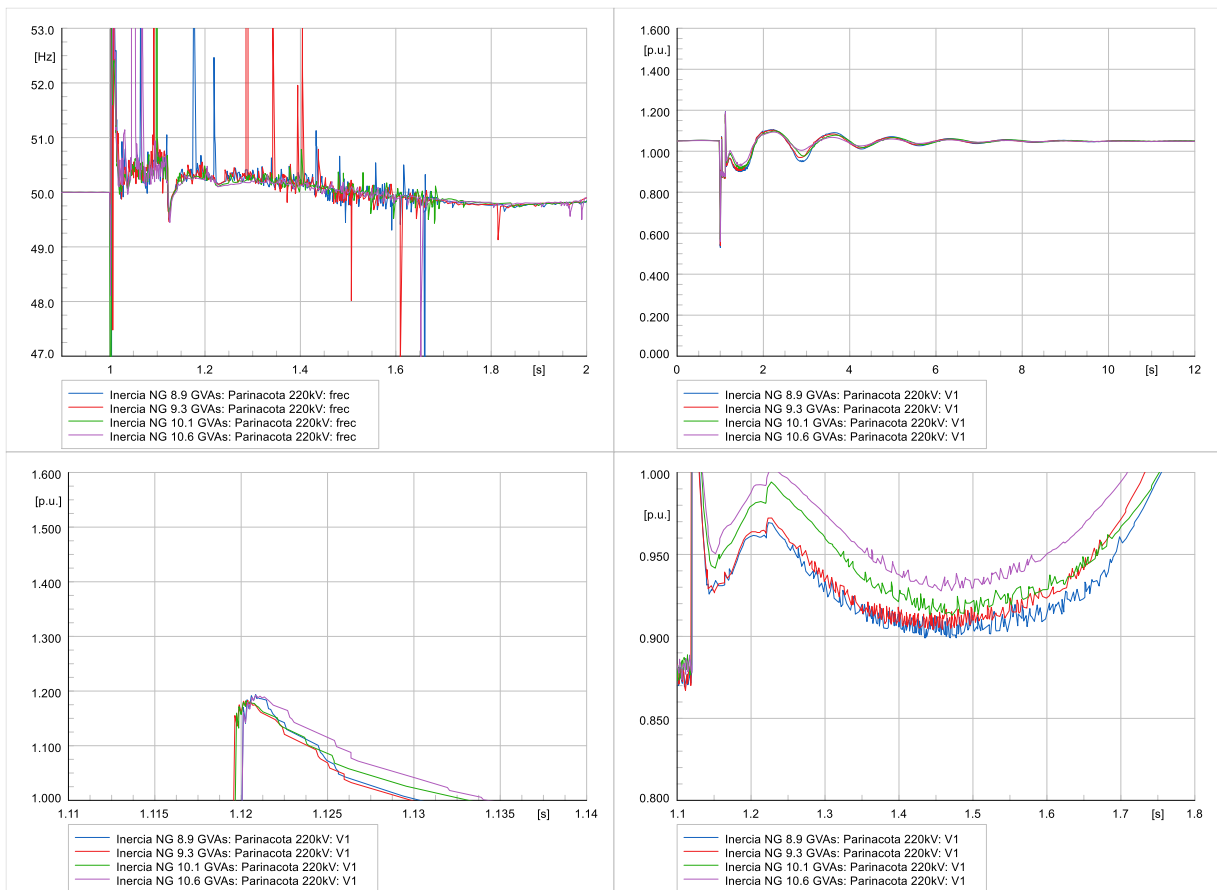 53.0
[Hz]
52.0
51.0
50.0
49.0
48.0
47.0
1 1.2 1.4 1.6 1.8 [s] 2
Inercia NG 8.9 GVAs: Parinacota 220kV: frec
Inercia NG 9.3 GVAs: Parinacota 220kV: frec
Inercia NG 10.1 GVAs: Parinacota 220kV: frec
Inercia NG 10.6 GVAs: Parinacota 220kV: frec
1.600
[p.u.]
1.400
1.200
1.000
0.800
0.600
0.400
0.200
0.000
0 2 4 6 8 10 [s] 12
Inercia NG 8.9 GVAs: Parinacota 220kV: V1
Inercia NG 9.3 GVAs: Parinacota 220kV: V1
Inercia NG 10.1 GVAs: Parinacota 220kV: V1
Inercia NG 10.6 GVAs: Parinacota 220kV: V1
1.600
[p.u.]
1.500
1.400
1.300
1.200
1.100
1.000
1.11 1.115 1.12 1.125 1.13 1.135 [s] 1.14
Inercia NG 8.9 GVAs: Parinacota 220kV: V1
Inercia NG 9.3 GVAs: Parinacota 220kV: V1
Inercia NG 10.1 GVAs: Parinacota 220kV: V1
Inercia NG 10.6 GVAs: Parinacota 220kV: V1
1.000
[p.u.]
0.950
0.900
0.850
0.800
1.1 1.2 1.3 1.4 1.5 1.6 1.7 [s] 1.8
Inercia NG 8.9 GVAs: Parinacota 220kV: V1
Inercia NG 9.3 GVAs: Parinacota 220kV: V1
Inercia NG 10.1 GVAs: Parinacota 220kV: V1
Inercia NG 10.6 GVAs: Parinacota 220kV: V1